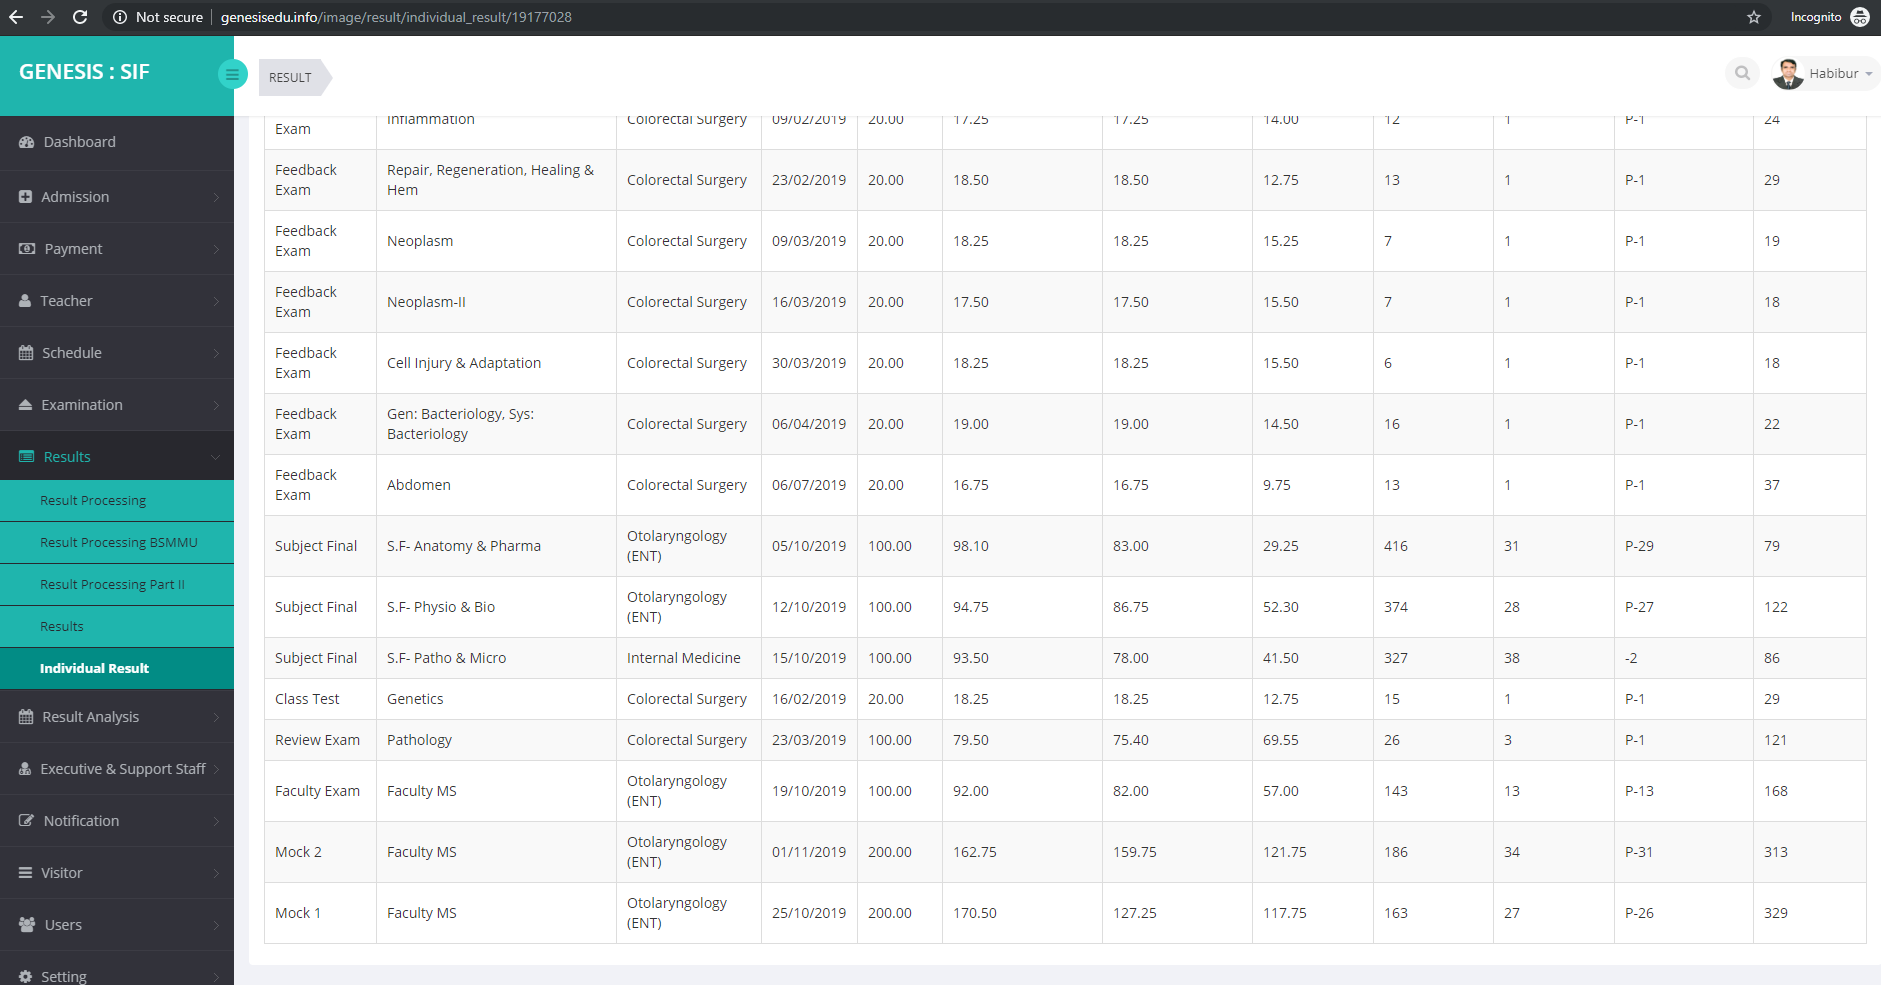 Not secure | genesisedu.info/image/result/individual_result/19177028
Incognito
GENESIS : SIF
RESULT
Habibur
Dashboard
Admission
Payment
Teacher
Schedule
Examination
Results
Result Processing
Result Processing BSMMU
Result Processing Part II
Results
Individual Result
Result Analysis
Executive & Support Staff
Notification
Visitor
Users
Setting
Exam Inflammation Colorectal Surgery 09/02/2019 20.00 17.25 17.25 14.00 12 1 P-1 24
Feedback Exam Repair, Regeneration, Healing & Hem Colorectal Surgery 23/02/2019 20.00 18.50 18.50 12.75 13 1 P-1 29
Feedback Exam Neoplasm Colorectal Surgery 09/03/2019 20.00 18.25 18.25 15.25 7 1 P-1 19
Feedback Exam Neoplasm-II Colorectal Surgery 16/03/2019 20.00 17.50 17.50 15.50 7 1 P-1 18
Feedback Exam Cell Injury & Adaptation Colorectal Surgery 30/03/2019 20.00 18.25 18.25 15.50 6 1 P-1 18
Feedback Exam Gen: Bacteriology, Sys: Bacteriology Colorectal Surgery 06/04/2019 20.00 19.00 19.00 14.50 16 1 P-1 22
Feedback Exam Abdomen Colorectal Surgery 06/07/2019 20.00 16.75 16.75 9.75 13 1 P-1 37
Subject Final S.F- Anatomy & Pharma Otolaryngology (ENT) 05/10/2019 100.00 98.10 83.00 29.25 416 31 P-29 79
Subject Final S.F- Physio & Bio Otolaryngology (ENT) 12/10/2019 100.00 94.75 86.75 52.30 374 28 P-27 122
Subject Final S.F- Patho & Micro Internal Medicine 15/10/2019 100.00 93.50 78.00 41.50 327 38 -2 86
Class Test Genetics Colorectal Surgery 16/02/2019 20.00 18.25 18.25 12.75 15 1 P-1 29
Review Exam Pathology Colorectal Surgery 23/03/2019 100.00 79.50 75.40 69.55 26 3 P-1 121
Faculty Exam Faculty MS Otolaryngology (ENT) 19/10/2019 100.00 92.00 82.00 57.00 143 13 P-13 168
Mock 2 Faculty MS Otolaryngology (ENT) 01/11/2019 200.00 162.75 159.75 121.75 186 34 P-31 313
Mock 1 Faculty MS Otolaryngology (ENT) 25/10/2019 200.00 170.50 127.25 117.75 163 27 P-26 329